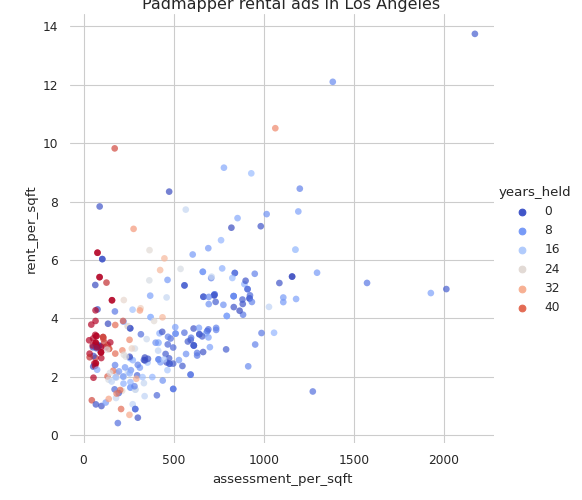 Padmapper rental ads in Los Angeles
14
12
10
8
6
4
2
0
rent_per_sqft
0 500 1000 1500 2000
assessment_per_sqft
years_held
0
8
16
24
32
40